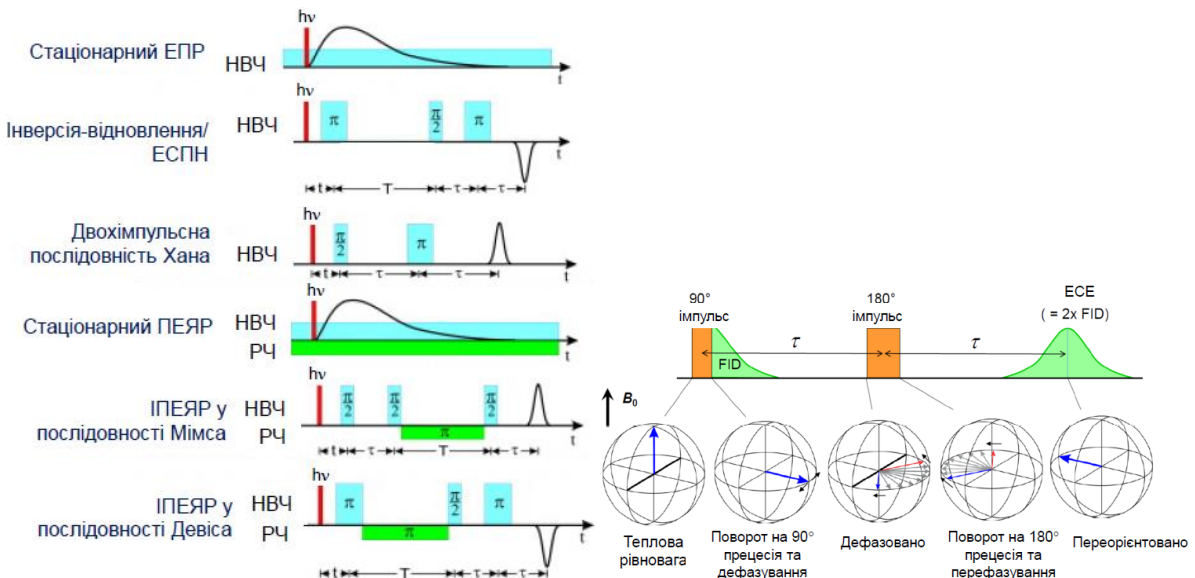 hν
Стаціонарний ЕПР
НВЧ
t
hν
Інверсія-відновлення/
ЕСПН
НВЧ
π
π
2
π
t
t
T
τ
τ
hν
Двохімпульсна
послідовність Хана
НВЧ
π
2
π
t
t
τ
τ
hν
Стаціонарний ПЕЯР
НВЧ
РЧ
t
hν
ІПЕЯР у
послідовності Мімса
НВЧ
РЧ
π
2
π
2
π
2
π
t
t
τ
T
τ
hν
ІПЕЯР у
послідовності Девіса
НВЧ
РЧ
π
π
2
π
π
t
t
T
τ
τ
90°
імпульс
180°
імпульс
ЕСЕ
( = 2x FID)
FID
τ
τ
B₀
Теплова
рівновага
Поворот на 90°
прецесія та
дефазування
Дефазовано
Поворот на 180°
прецесія та
перефазування
Переорієнтовано